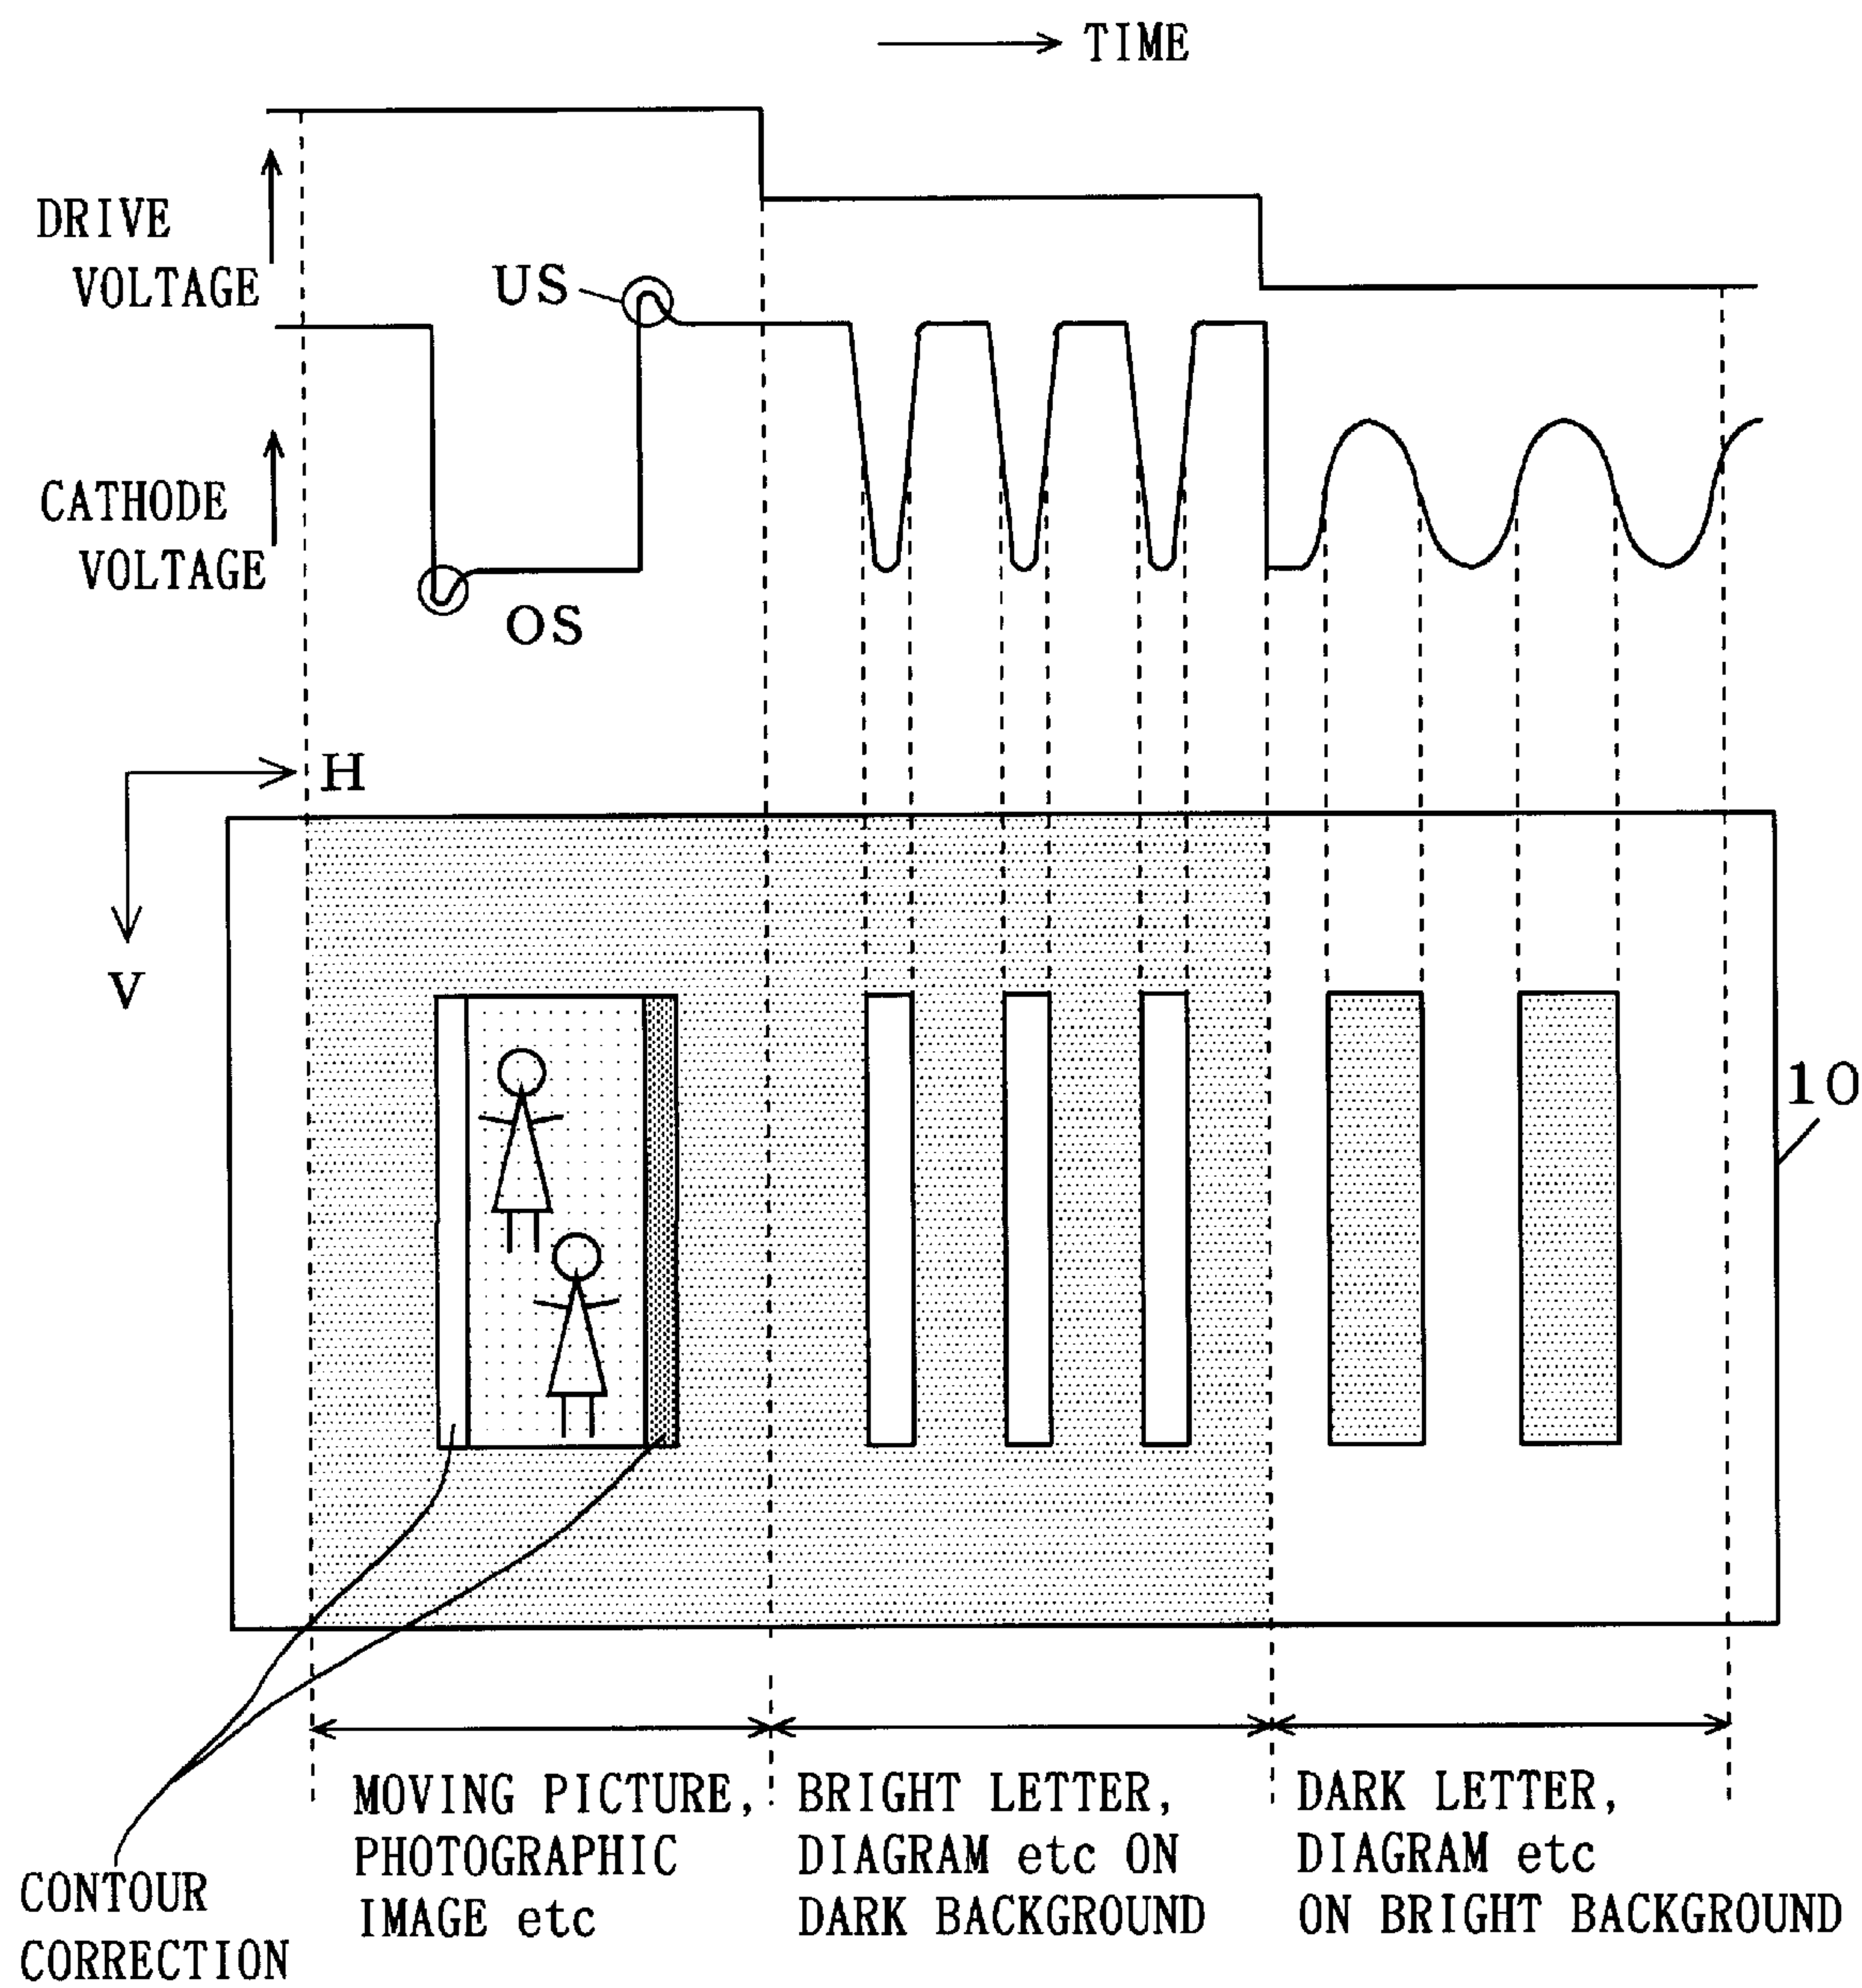 TIME
DRIVE
VOLTAGE
US
CATHODE
VOLTAGE
OS
H
V
10
MOVING PICTURE,
PHOTOGRAPHIC
IMAGE etc
BRIGHT LETTER,
DIAGRAM etc ON
DARK BACKGROUND
DARK LETTER,
DIAGRAM etc
ON BRIGHT BACKGROUND
CONTOUR
CORRECTION